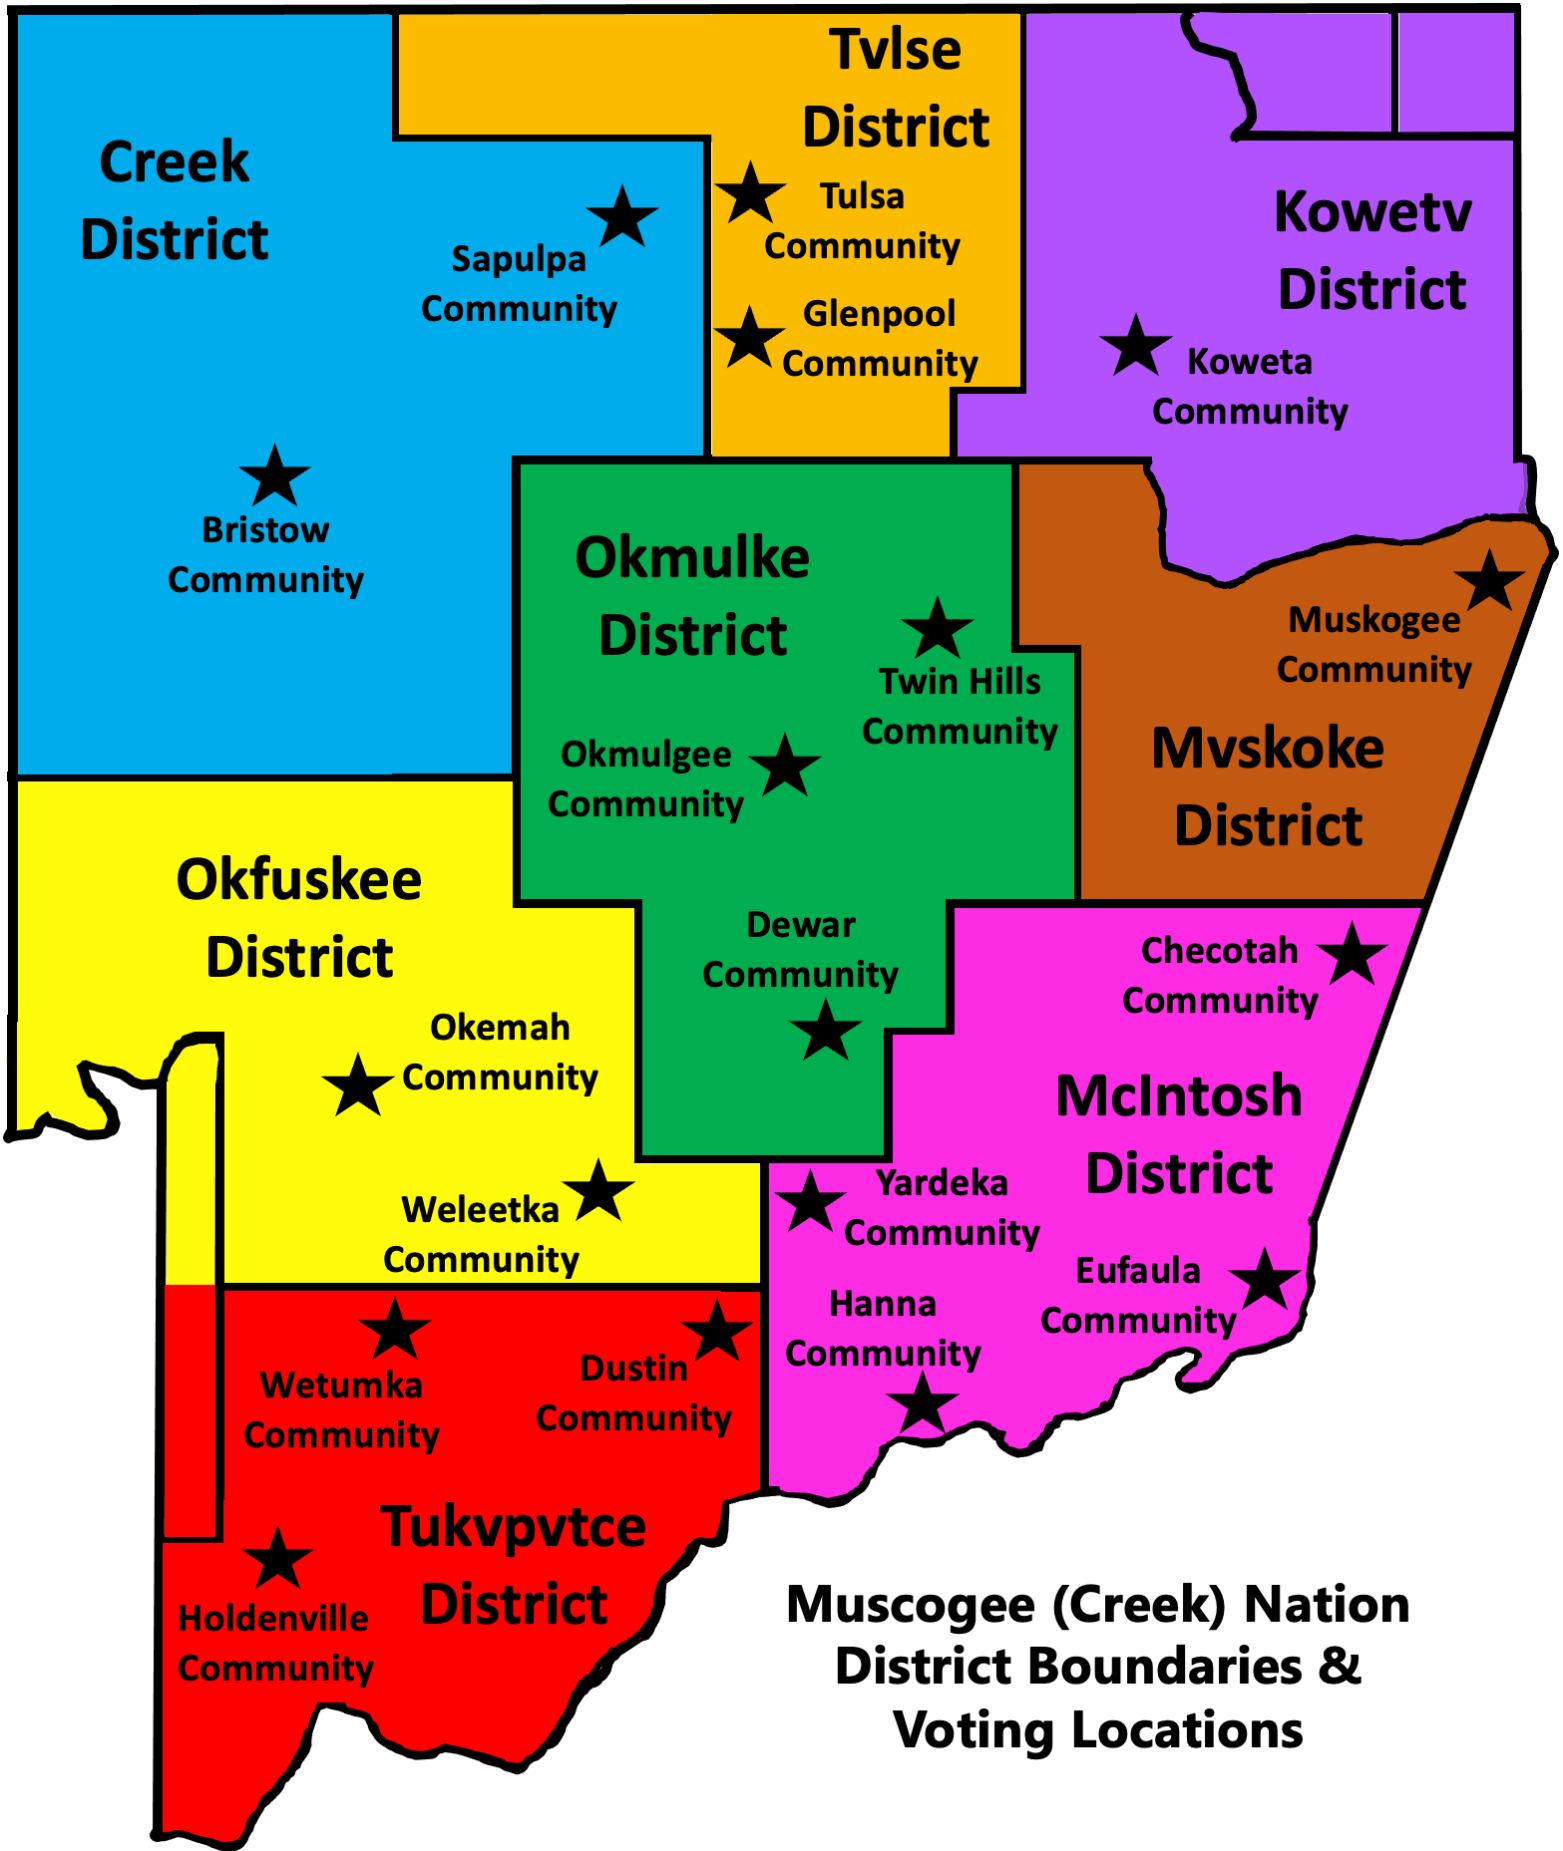 Tvlse
District
Creek
District
Tulsa
Community
Kowetv
District
Sapulpa
Community
Glenpool
Community
Koweta
Community
Bristow
Community
Okmulke
District
Muskogee
Community
Twin Hills
Community
Okmulgee
Community
Mvskoke
District
Okfuskee
District
Dewar
Community
Checotah
Community
Okemah
Community
McIntosh
District
Weleetka
Community
Yardeka
Community
Eufaula
Community
Hanna
Community
Wetumka
Community
Dustin
Community
Tukvpvtce
District
Holdenville
Community
Muscogee (Creek) Nation
District Boundaries &
Voting Locations